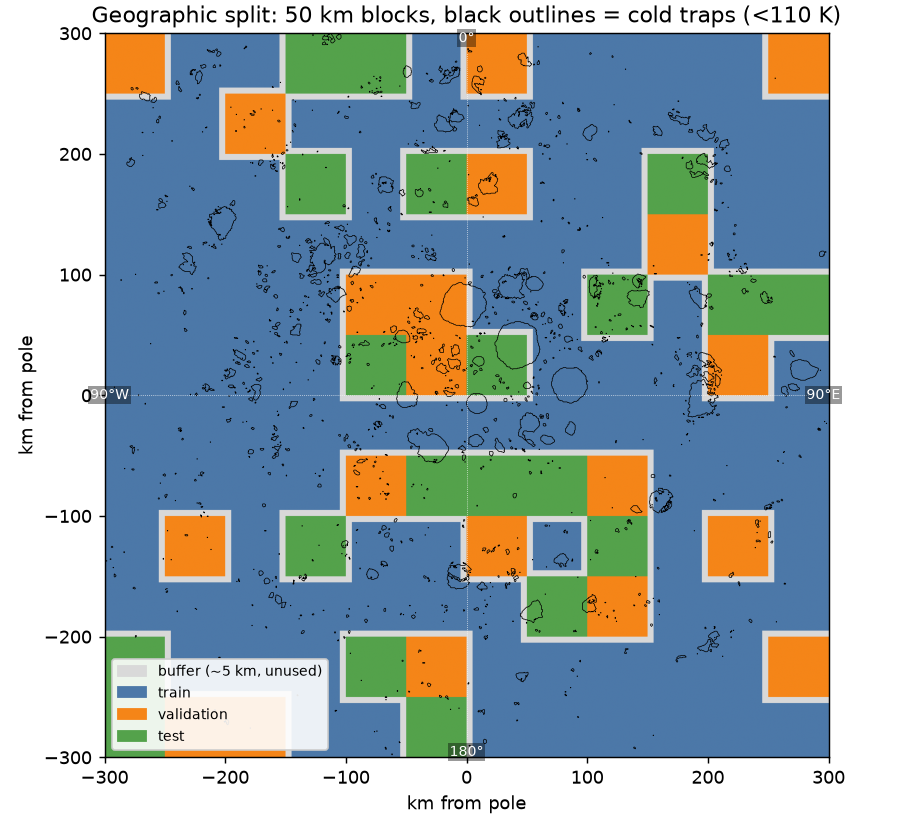 Geographic split: 50 km blocks, black outlines = cold traps (<110 K)
300
200
100
0
−100
−200
−300
km from pole
0°
90°W
90°E
180°
buffer (~5 km, unused)
train
validation
test
−300
−200
−100
0
100
200
300
km from pole